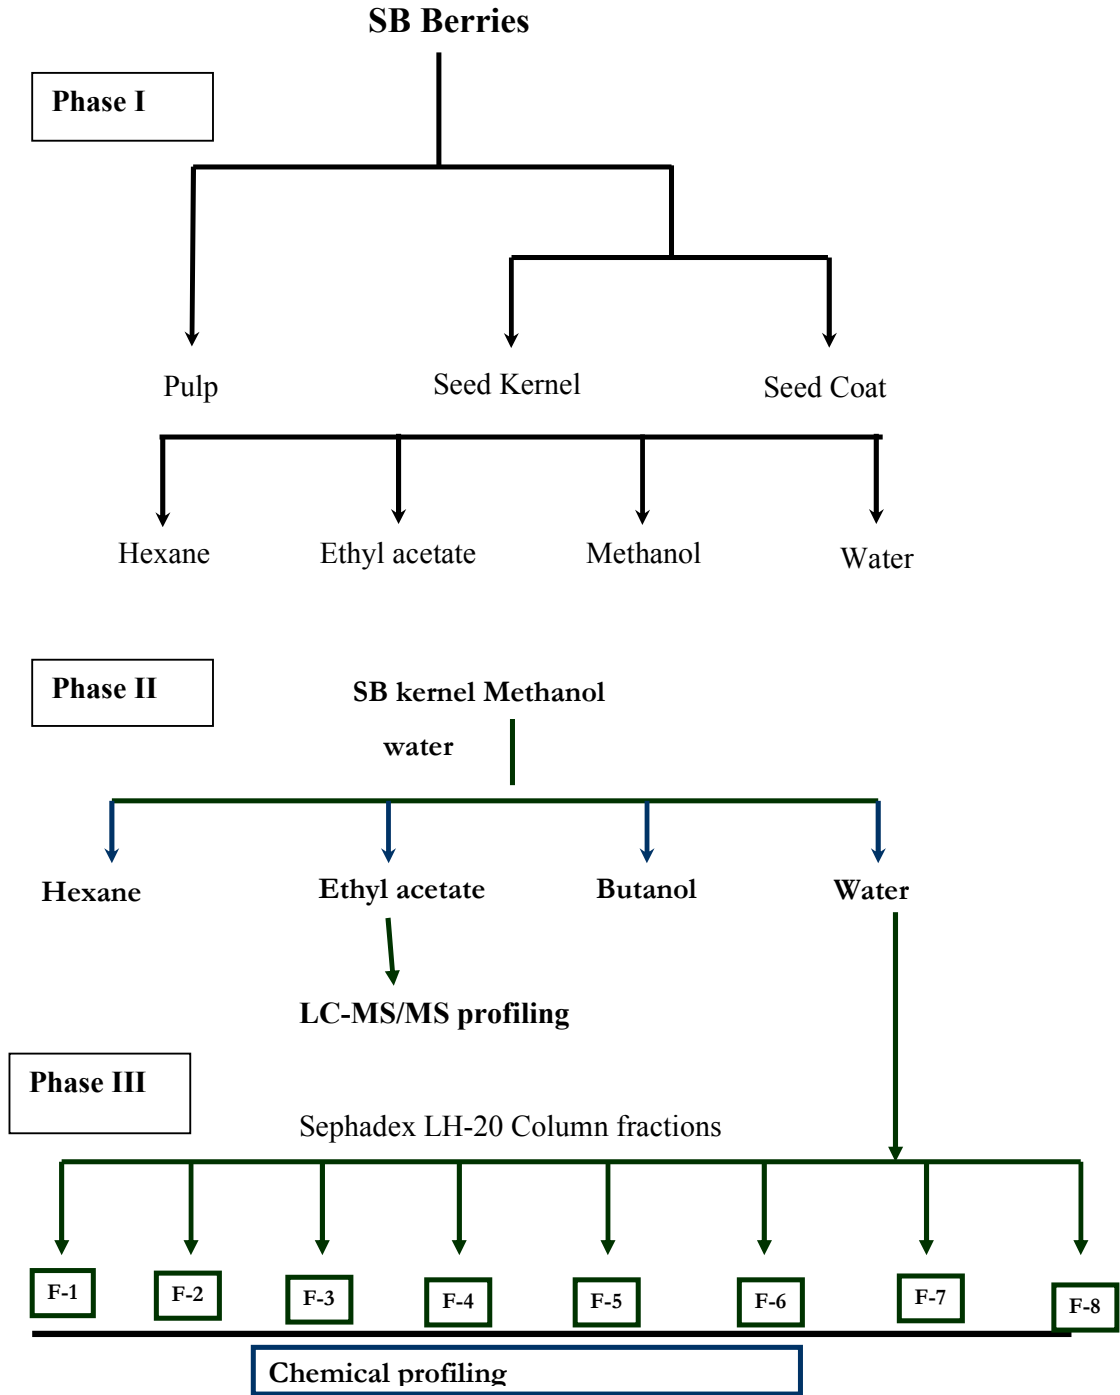 SB Berries
Phase I
Pulp
Seed Kernel
Seed Coat
Hexane
Ethyl acetate
Methanol
Water
Phase II
SB kernel Methanol
water
Hexane
Ethyl acetate
Butanol
Water
LC-MS/MS profiling
Phase III
Sephadex LH-20 Column fractions
F-1
F-2
F-3
F-4
F-5
F-6
F-7
F-8
Chemical profiling